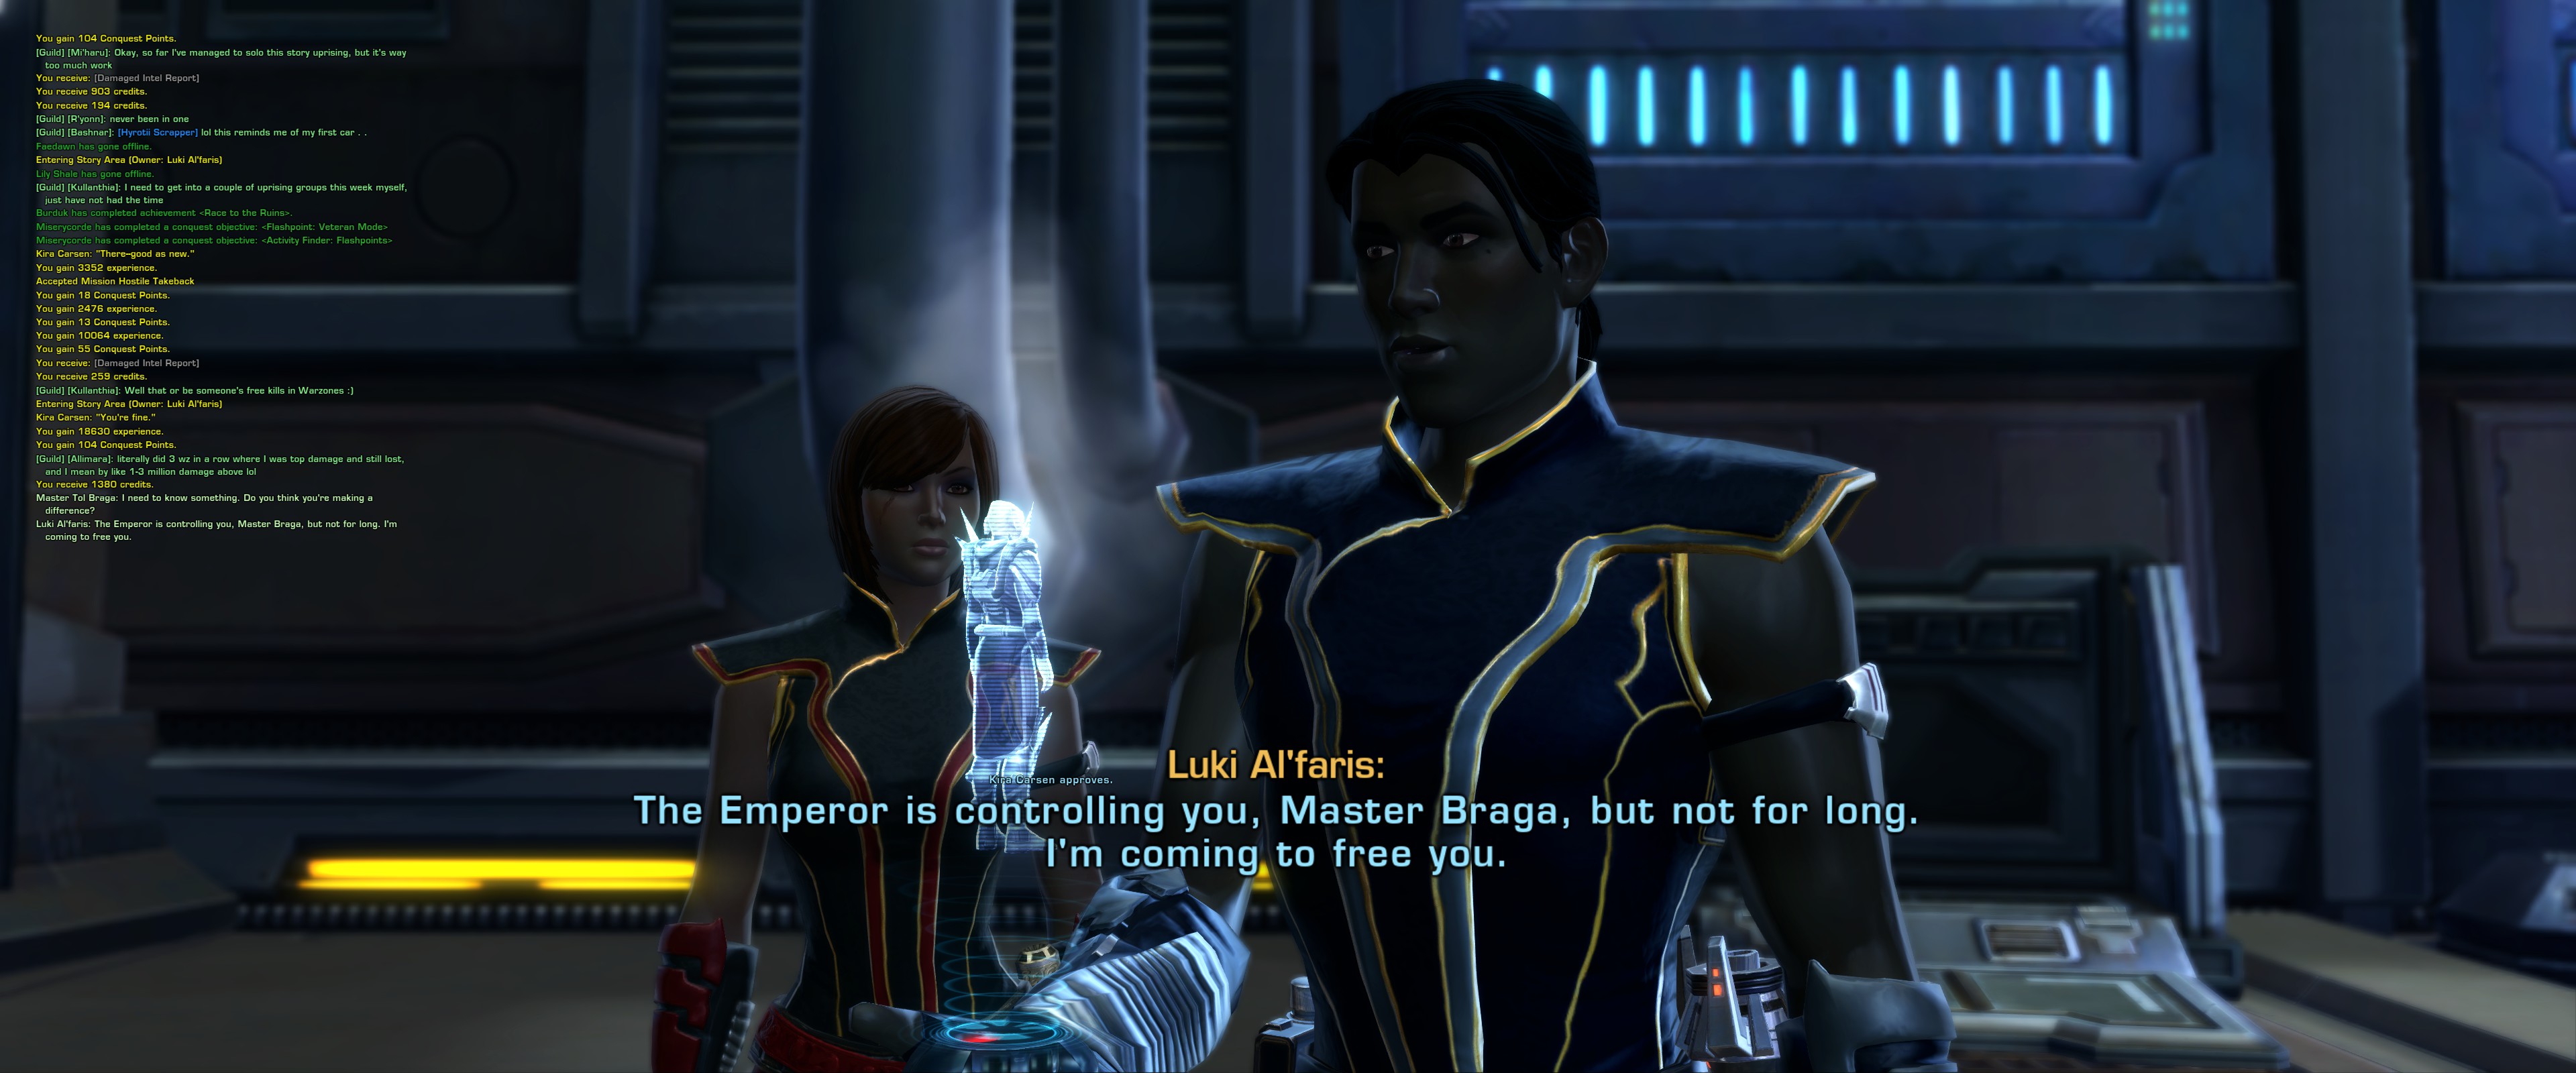 You gain 104 Conquest Points.
[Guild] [Mi'haru]: Okay, so far I've managed to solo this story uprising, but it's way
too much work
You receive: [Damaged Intel Report]
You receive 903 credits.
You receive 194 credits.
[Guild] [R'yonn]: never been in one
[Guild] [Bashnar]: [Hyrotii Scrapper] lol this reminds me of my first car . .
Faedawn has gone offline.
Entering Story Area (Owner: Luki Al'faris)
Lily Shale has gone offline.
[Guild] [Kullanthia]: I need to get into a couple of uprising groups this week myself,
just have not had the time
Burduk has completed achievement <Race to the Ruins>.
Miserycorde has completed a conquest objective: <Flashpoint: Veteran Mode>
Miserycorde has completed a conquest objective: <Activity Finder: Flashpoints>
Kira Carsen: "There–good as new."
You gain 3352 experience.
Accepted Mission Hostile Takeback
You gain 18 Conquest Points.
You gain 2476 experience.
You gain 13 Conquest Points.
You gain 10064 experience.
You gain 55 Conquest Points.
You receive: [Damaged Intel Report]
You receive 259 credits.
[Guild] [Kullanthia]: Well that or be someone's free kills in Warzones :)
Entering Story Area (Owner: Luki Al'faris)
Kira Carsen: "You're fine."
You gain 18630 experience.
You gain 104 Conquest Points.
[Guild] [Allimara]: literally did 3 wz in a row where I was top damage and still lost,
and I mean by like 1-3 million damage above lol
You receive 1380 credits.
Master Tol Braga: I need to know something. Do you think you're making a
difference?
Luki Al'faris: The Emperor is controlling you, Master Braga, but not for long. I'm
coming to free you.
Luki Al'faris:
Kira Carsen approves.
The Emperor is controlling you, Master Braga, but not for long.
I'm coming to free you.